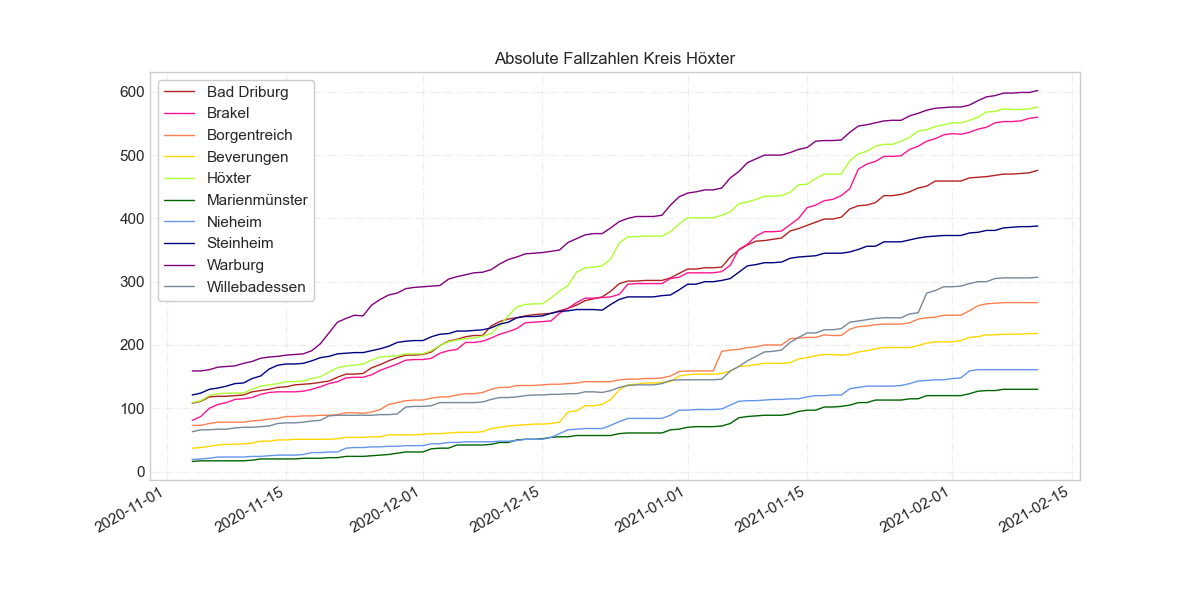 Absolute Fallzahlen Kreis Höxter
600
500
400
300
200
100
0
Bad Driburg
Brakel
Borgentreich
Beverungen
Höxter
Marienmünster
Nieheim
Steinheim
Warburg
Willebadessen
2020-11-01
2020-11-15
2020-12-01
2020-12-15
2021-01-01
2021-01-15
2021-02-01
2021-02-15